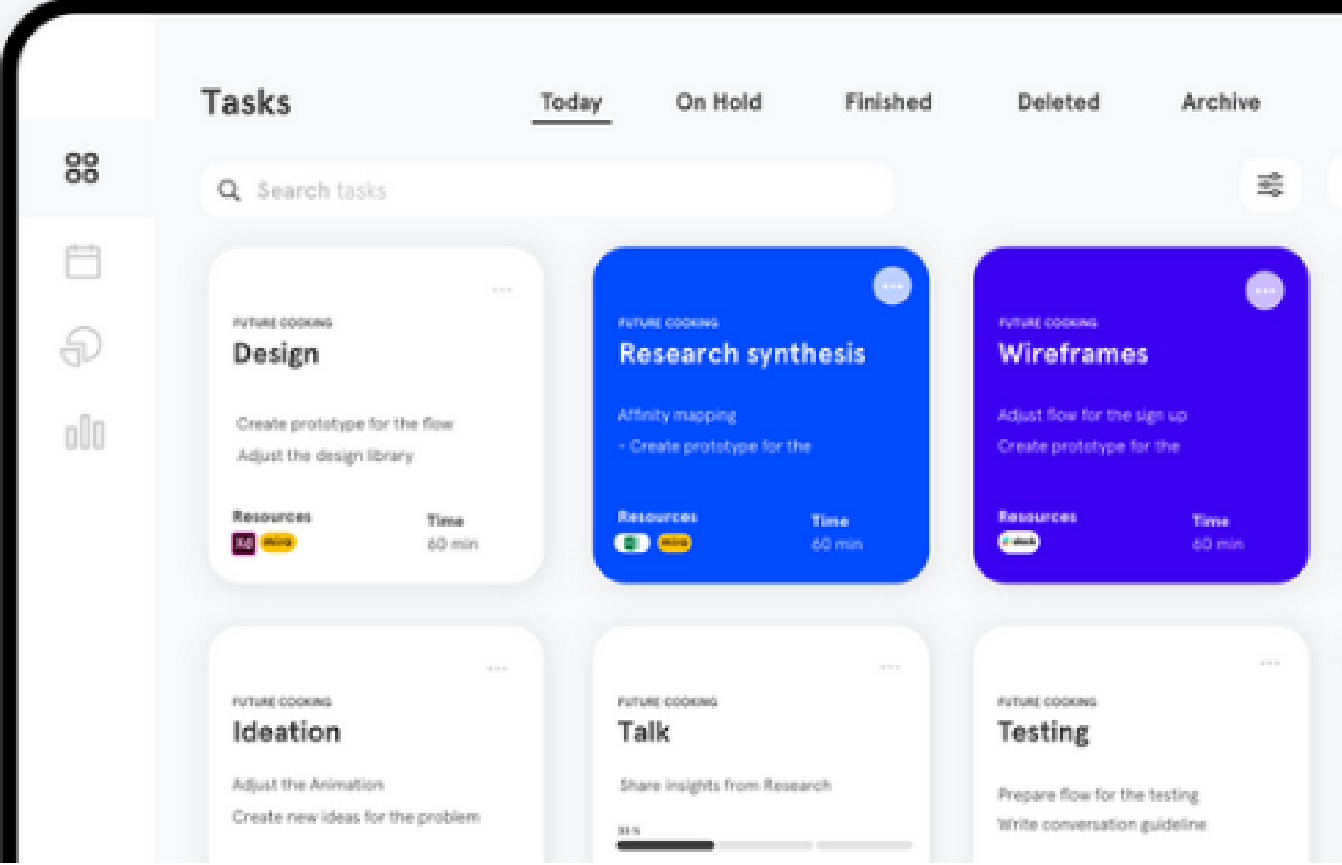 Tasks
Today
On Hold
Finished
Deleted
Archive
Search tasks
FUTURE COOKING
Design
Create prototype for the flow
Adjust the design library
Resources
Time
Xd
miro
60 min
FUTURE COOKING
Research synthesis
Affinity mapping
- Create prototype for the
Resources
Time
miro
60 min
FUTURE COOKING
Wireframes
Adjust flow for the sign up
Create prototype for the
Resources
Time
slack
60 min
FUTURE COOKING
Ideation
Adjust the Animation
Create new ideas for the problem
FUTURE COOKING
Talk
Share insights from Research
FUTURE COOKING
Testing
Prepare flow for the testing
Write conversation guideline